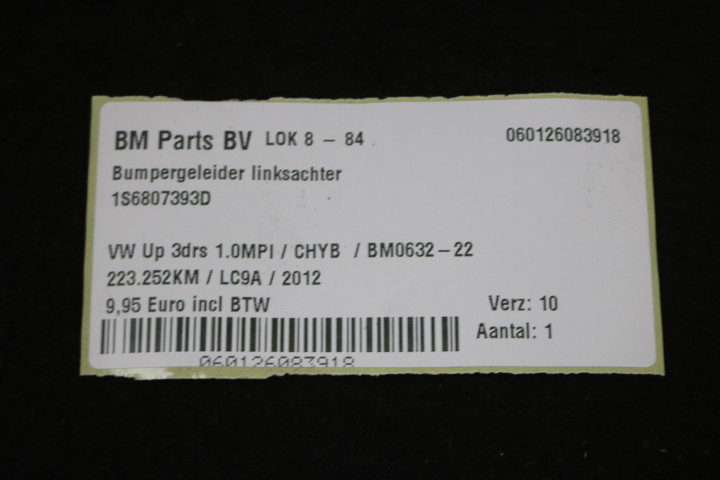 BM Parts BV LOK 8 - 84 060126083918
Bumpergeleider linksachter
1S6807393D
VW Up 3drs 1.0MPI / CHYB / BM0632-22
223.252KM / LC9A / 2012
9,95 Euro incl BTW Verz: 10
Aantal: 1
060126083918